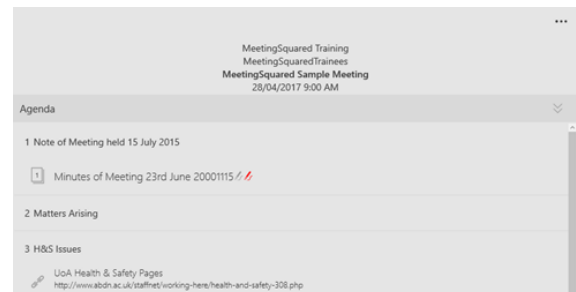 MeetingSquared Training
MeetingSquaredTrainees
MeetingSquared Sample Meeting
28/04/2017 9:00 AM
Agenda
1 Note of Meeting held 15 July 2015
1 Minutes of Meeting 23rd June 20001115
2 Matters Arising
3 H&S Issues
UoA Health & Safety Pages
http://www.abdn.ac.uk/staffnet/working-here/health-and-safety-308.php